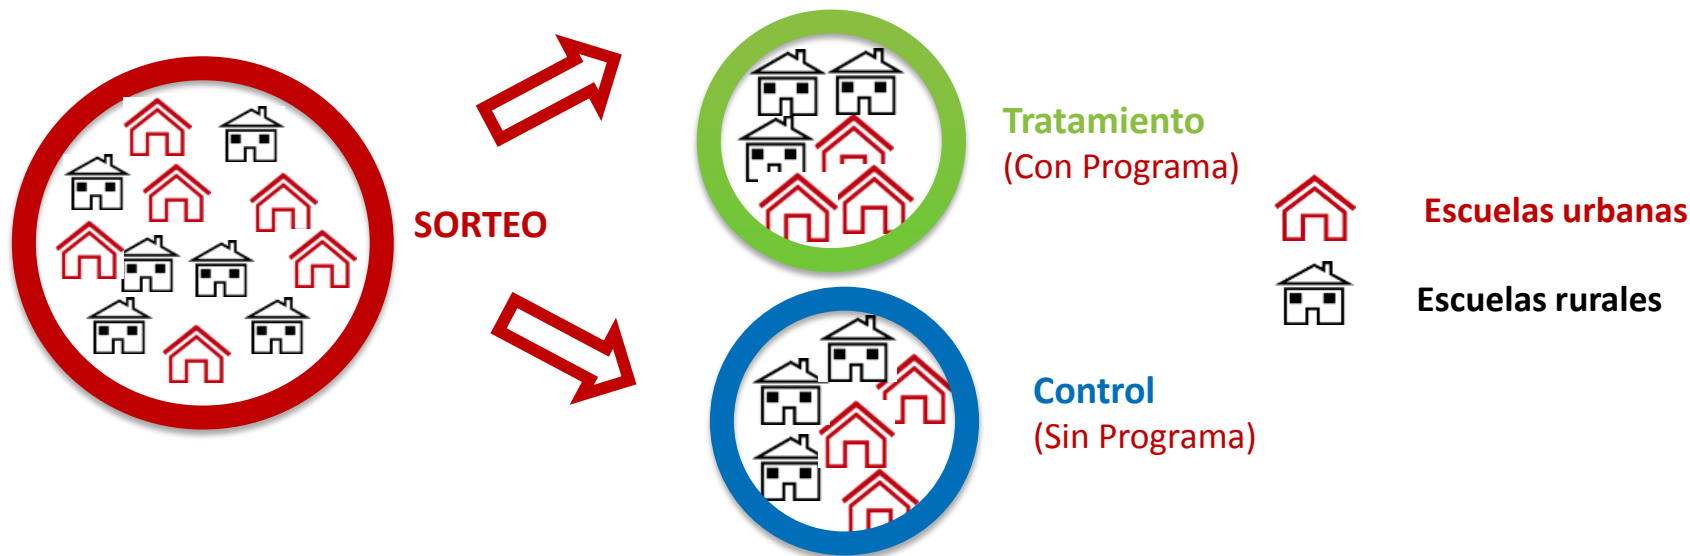 SORTEO
Tratamiento
(Con Programa)
Control
(Sin Programa)
Escuelas urbanas
Escuelas rurales